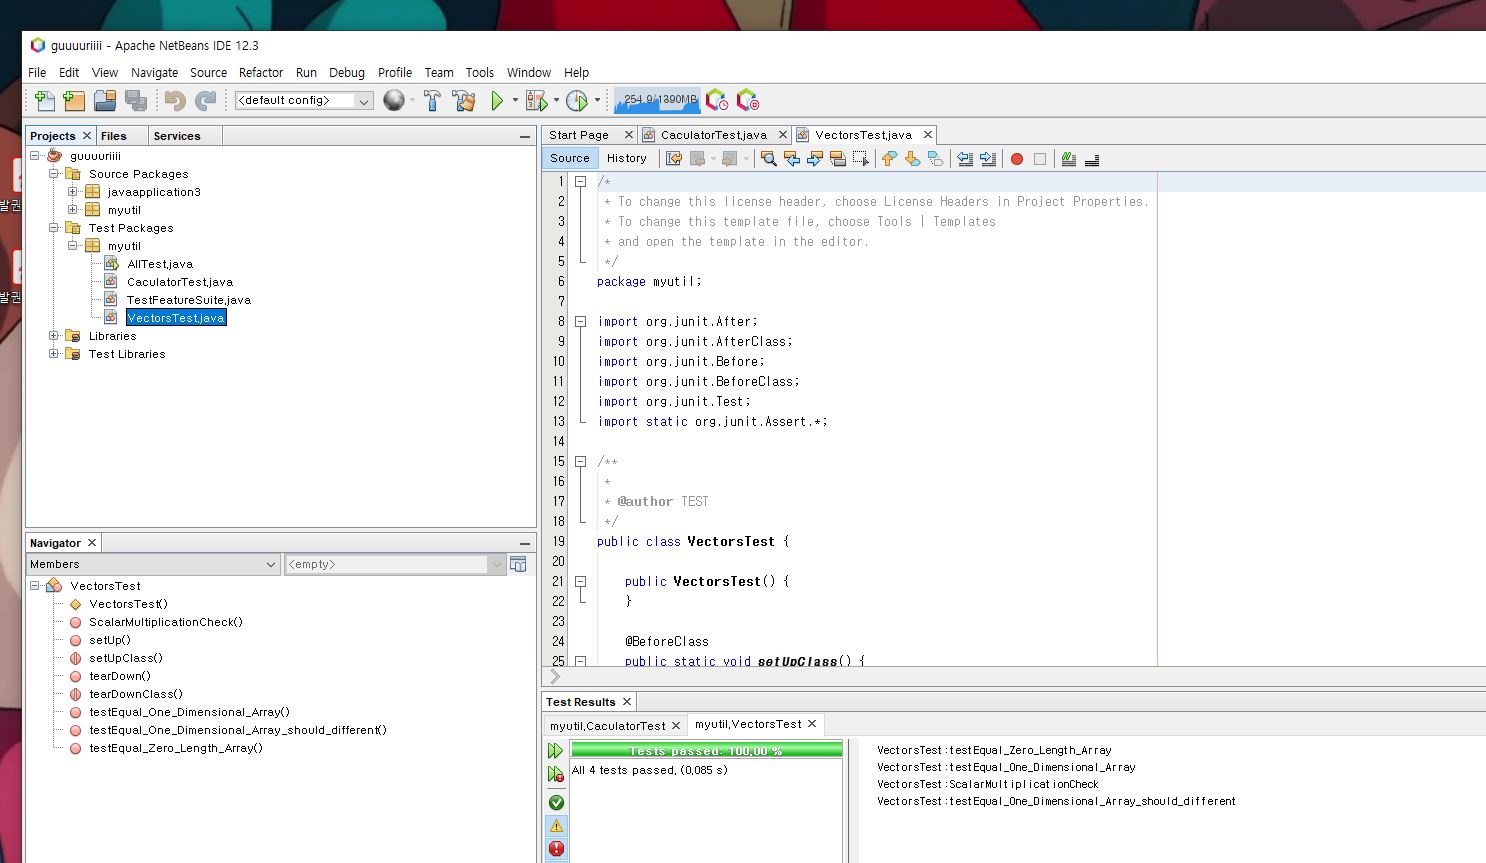 guuuuriiii - Apache NetBeans IDE 12.3
File Edit View Navigate Source Refactor Run Debug Profile Team Tools Window Help
<default config>
254.9/1390MB
Projects Files Services
guuuuriiii
Source Packages
javaapplication3
myutil
Test Packages
myutil
AllTest.java
CaculatorTest.java
TestFeatureSuite.java
VectorsTest.java
Libraries
Test Libraries
발권
발권
Navigator
Members <empty>
VectorsTest
VectorsTest()
ScalarMultiplicationCheck()
setUp()
setUpClass()
tearDown()
tearDownClass()
testEqual_One_Dimensional_Array()
testEqual_One_Dimensional_Array_should_different()
testEqual_Zero_Length_Array()
Start Page CaculatorTest.java VectorsTest.java
Source History
1 /*
2 * To change this license header, choose License Headers in Project Properties.
3 * To change this template file, choose Tools | Templates
4 * and open the template in the editor.
5 */
6 package myutil;
7
8 import org.junit.After;
9 import org.junit.AfterClass;
10 import org.junit.Before;
11 import org.junit.BeforeClass;
12 import org.junit.Test;
13 import static org.junit.Assert.*;
14
15 /**
16 *
17 * @author TEST
18 */
19 public class VectorsTest {
20
21 public VectorsTest() {
22 }
23
24 @BeforeClass
25 public static void setUpClass() {
Test Results
myutil.CaculatorTest myutil.VectorsTest
Tests passed: 100.00 %
All 4 tests passed. (0.085 s)
VectorsTest:testEqual_Zero_Length_Array
VectorsTest:testEqual_One_Dimensional_Array
VectorsTest:ScalarMultiplicationCheck
VectorsTest:testEqual_One_Dimensional_Array_should_different